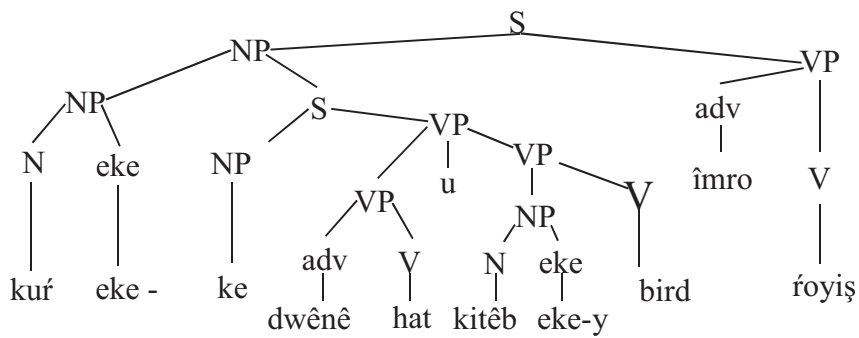 S
NP VP
NP S VP adv
N eke NP u VP îmro V
VP NP V
adv V N eke
kuŕ eke - ke bird ŕoyiş
dwênê hat kitêb eke-y